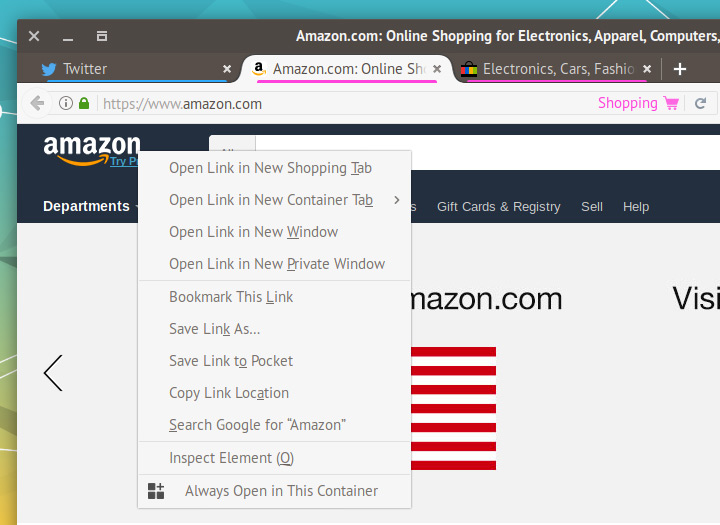 Amazon.com: Online Shopping for Electronics, Apparel, Computers,
Twitter
Amazon.com: Online Sh
Electronics, Cars, Fashio
https://www.amazon.com
Shopping
amazon
Try P
Departments
s
Gift Cards & Registry
Sell
Help
Open Link in New Shopping Tab
Open Link in New Container Tab
Open Link in New Window
Open Link in New Private Window
Bookmark This Link
Save Link As...
Save Link to Pocket
Copy Link Location
Search Google for “Amazon”
Inspect Element (Q)
Always Open in This Container
mazon.com
Visi